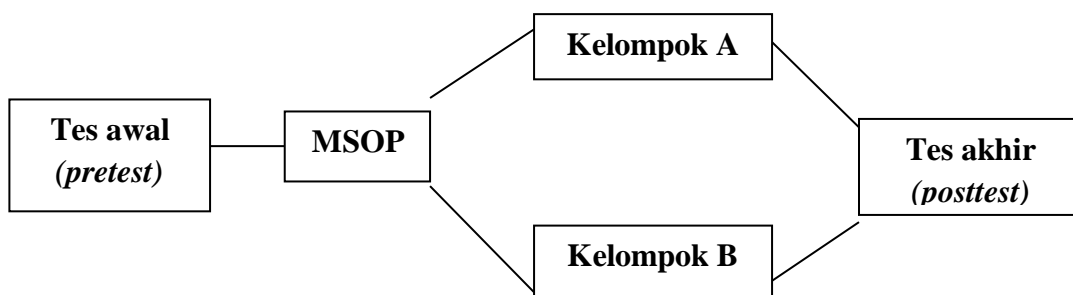 Tes awal
(pretest)
MSOP
Kelompok A
Kelompok B
Tes akhir
(posttest)